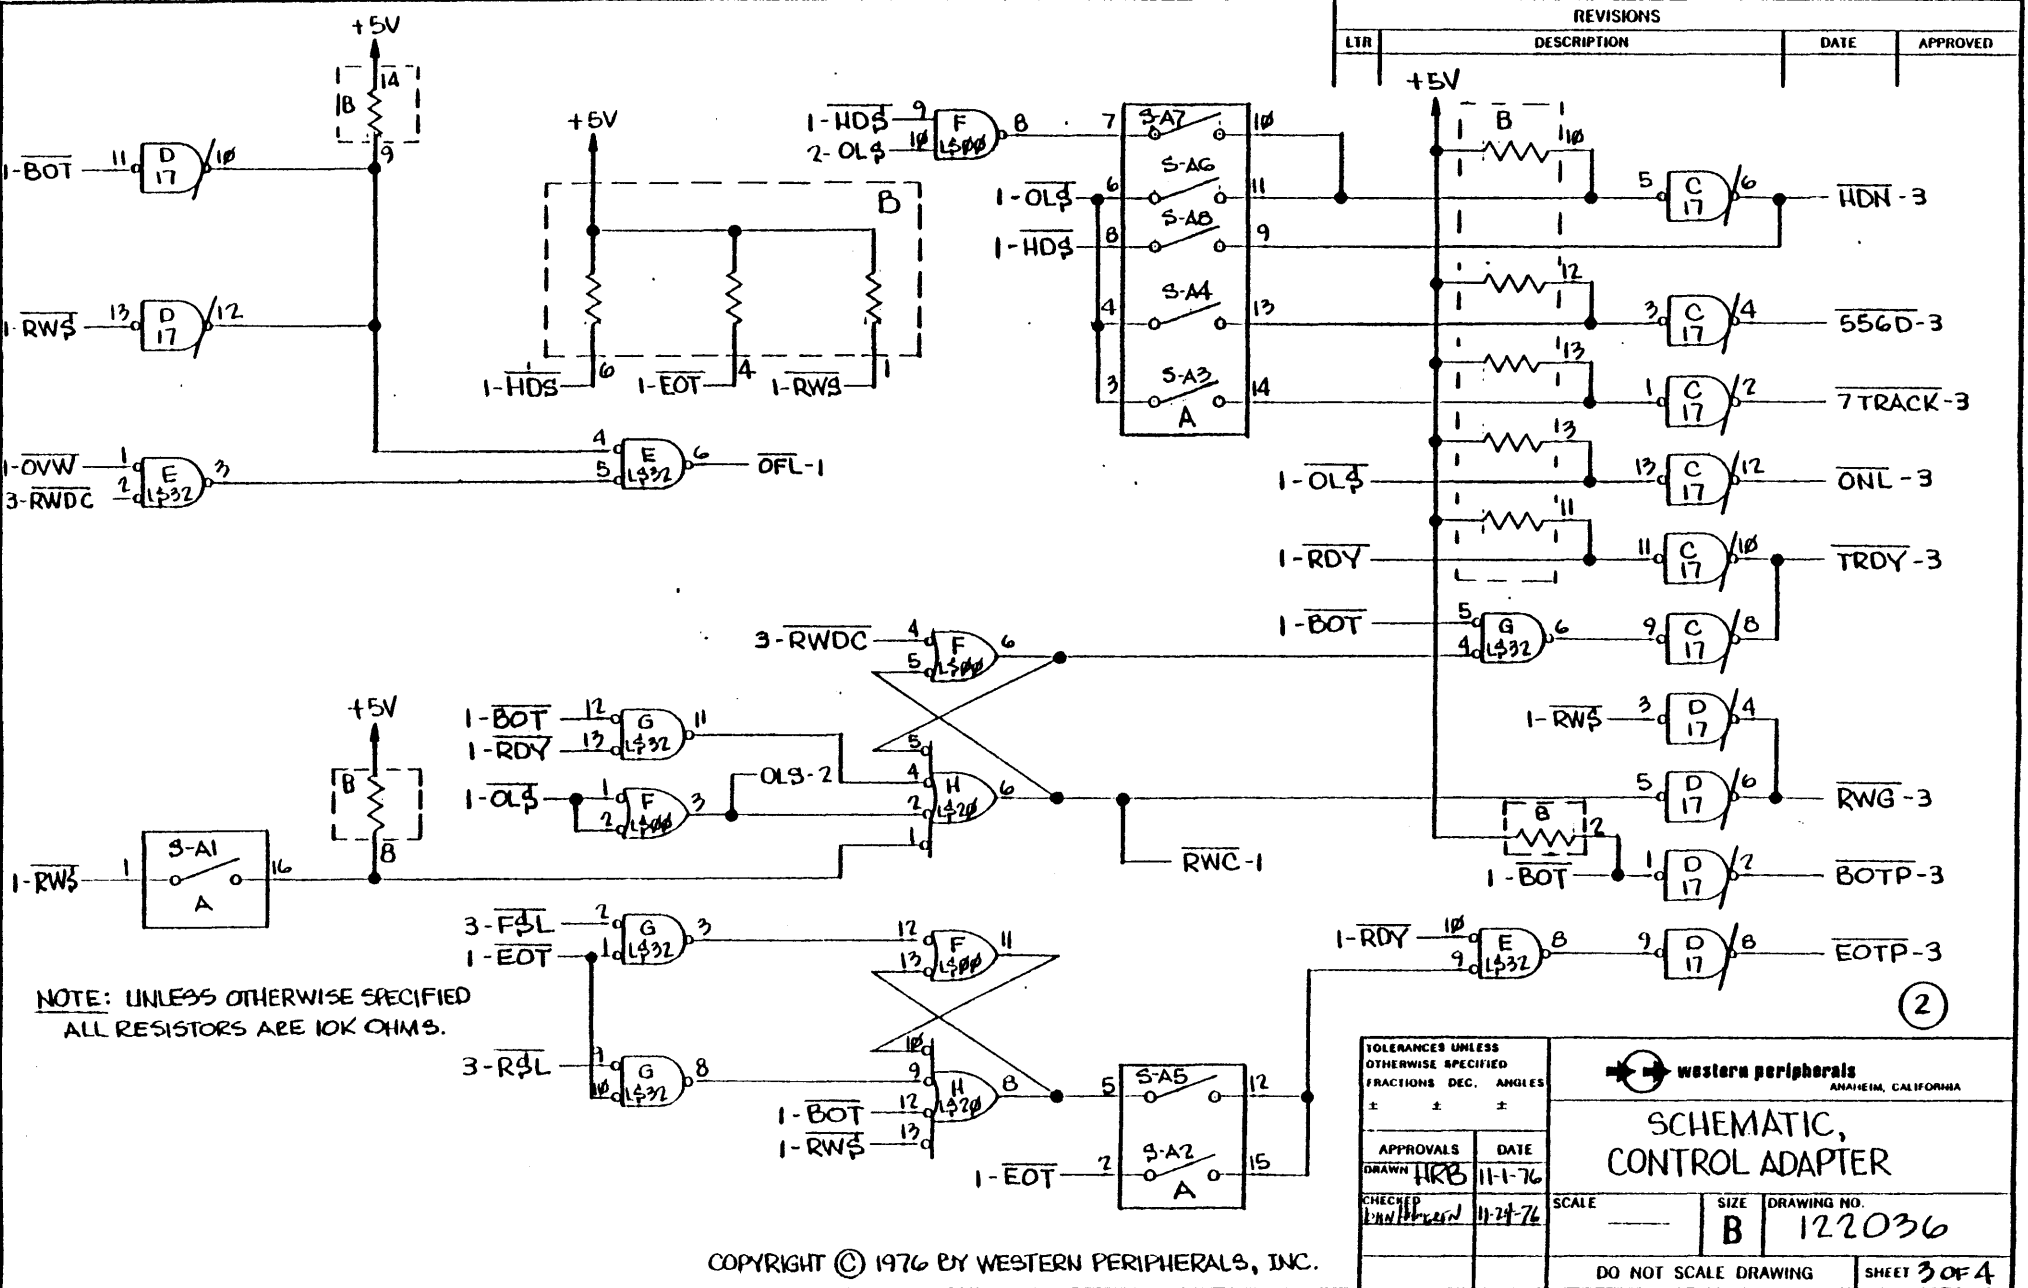 REVISIONS
LTR DESCRIPTION DATE APPROVED
+5V
14
B
9
1-BOT 11 D 17 10
1-RWS 13 D 17 12
1-OVW 1
3-RWDC 2
E LS32 3
4
5
E LS32 6 OFL-1
+5V
B
1-HDS 6
1-EOT 4
1-RWS 1
1-HDS 9
2-OLS 10
F LS00 8
7 S-A7 10
1-OLS 6 S-A6 11
1-HDS 8 S-A8 9
4 S-A4 13
3 S-A3 14
A
+5V
B
10
5 C 17 6 HDN-3
12
3 C 17 4 556D-3
13
1 C 17 2 7TRACK-3
13
1-OLS 13 C 17 12 ONL-3
11
1-RDY 11 C 17 10 TRDY-3
1-BOT 5
4
G LS32 6 9 C 17 8
3-RWDC 4
5
F LS00 6
1-RWS 3 D 17 4
5 D 17 6 RWG-3
+5V
B
8
1-BOT 12
1-RDY 13
G LS32 11
1-OLS 1
2
F LS00 3
OLS-2
5
4
2
1
H LS20 6
RWC-1
B 2
1-BOT 1 D 17 2 BOTP-3
1-RWS 1 S-A1 16
A
3-FSL 2
1-EOT 1
G LS32 3
12
13
F LS00 11
1-RDY 10
9
E LS32 8 9 D 17 8 EOTP-3
2
NOTE: UNLESS OTHERWISE SPECIFIED
ALL RESISTORS ARE 10K OHMS.
3-RSL 9
10
G LS32 8
10
9
1-BOT 12
1-RWS 13
H LS20 8
5 S-A5 12
1-EOT 2 S-A2 15
A
TOLERANCES UNLESS
OTHERWISE SPECIFIED
FRACTIONS DEC. ANGLES
± ± ±
western peripherals
ANAHEIM, CALIFORNIA
SCHEMATIC,
CONTROL ADAPTER
APPROVALS DATE
DRAWN HRB 11-1-76
CHECKED 11-24-76
SCALE
SIZE B
DRAWING NO. 122036
DO NOT SCALE DRAWING SHEET 3 OF 4
COPYRIGHT © 1976 BY WESTERN PERIPHERALS, INC.